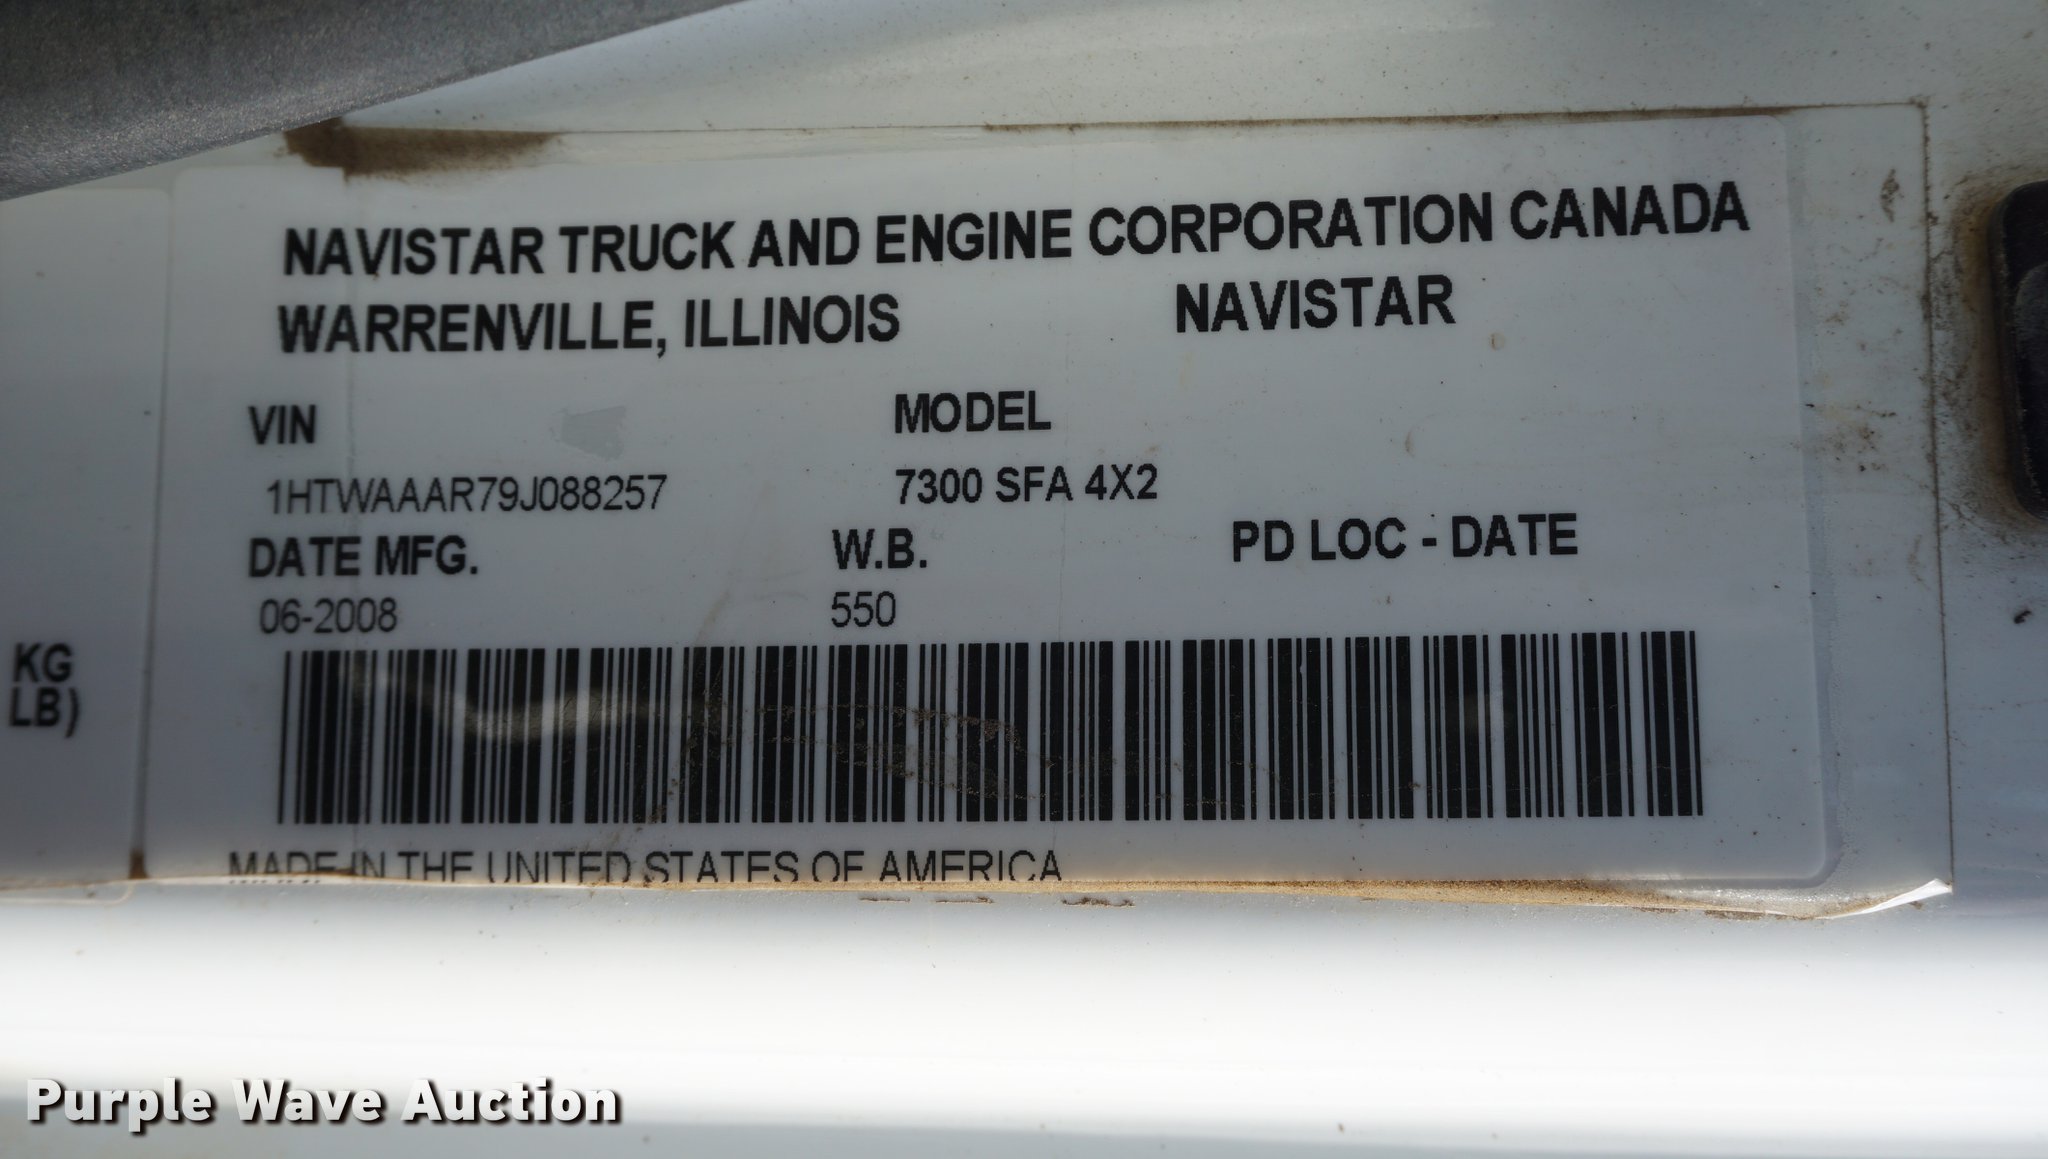 NAVISTAR TRUCK AND ENGINE CORPORATION CANADA
WARRENVILLE, ILLINOIS NAVISTAR
VIN MODEL
1HTWAAAR79J088257 7300 SFA 4X2
DATE MFG. W.B. PD LOC - DATE
06-2008 550
KG
LB)
MADE IN THE UNITED STATES OF AMERICA
Purple Wave Auction